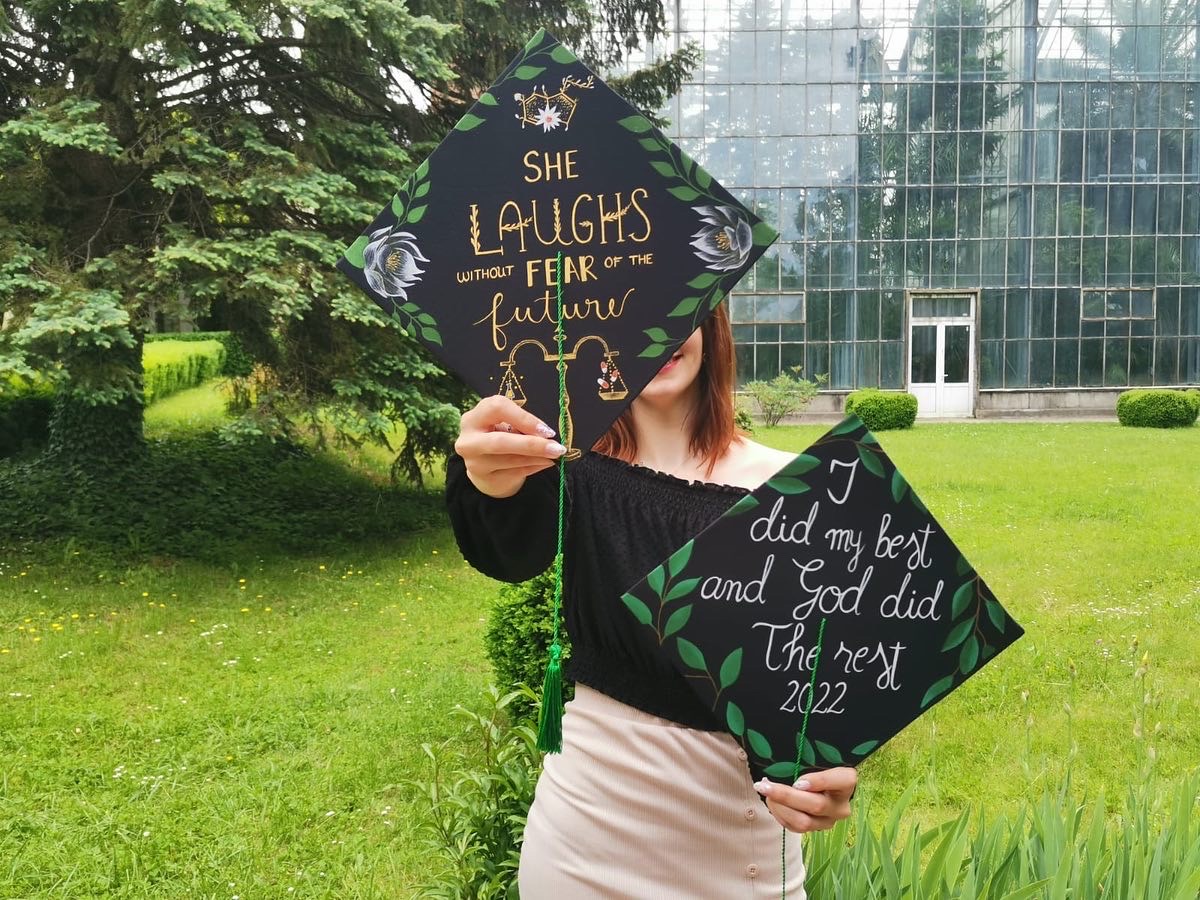 SHE
LAUGHS
WITHOUT FEAR OF THE
future
I
did my best
and God did
The rest
2022